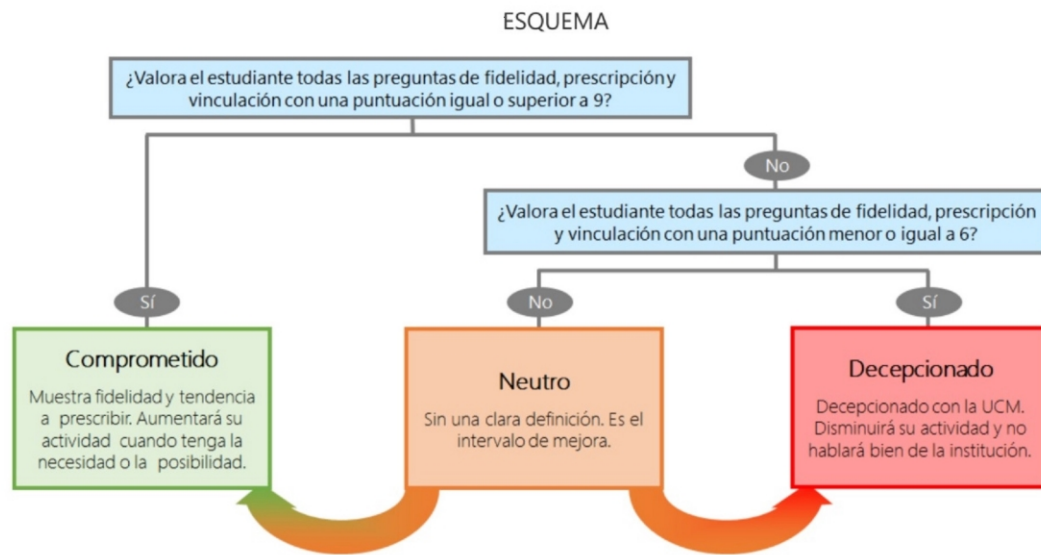 ESQUEMA
¿Valora el estudiante todas las preguntas de fidelidad, prescripción y
vinculación con una puntuación igual o superior a 9?
No
¿Valora el estudiante todas las preguntas de fidelidad, prescripción
y vinculación con una puntuación menor o igual a 6?
Sí
No
Sí
Comprometido
Muestra fidelidad y tendencia
a prescribir. Aumentará su
actividad cuando tenga la
necesidad o la posibilidad.
Neutro
Sin una clara definición. Es el
intervalo de mejora.
Decepcionado
Decepcionado con la UCM.
Disminuirá su actividad y no
hablará bien de la institución.